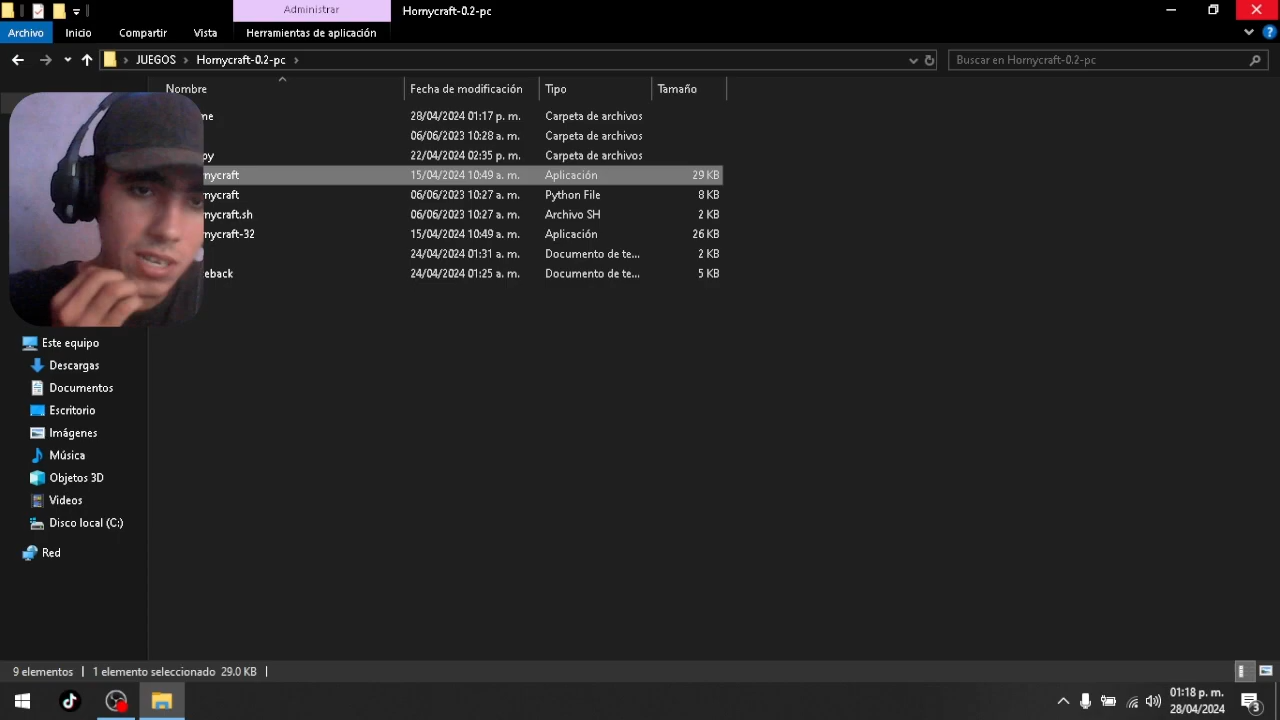 Administrar
Hornycraft-0.2-pc
Archivo
Inicio
Compartir
Vista
Herramientas de aplicación
JUEGOS
Hornycraft-0.2-pc
Buscar en Hornycraft-0.2-pc
Nombre
Fecha de modificación
Tipo
Tamaño
28/04/2024 01:17 p. m. Carpeta de archivos
06/06/2023 10:28 a. m. Carpeta de archivos
22/04/2024 02:35 p. m. Carpeta de archivos
nycraft 15/04/2024 10:49 a. m. Aplicación 29 KB
nycraft 06/06/2023 10:27 a. m. Python File 8 KB
nycraft.sh 06/06/2023 10:27 a. m. Archivo SH 2 KB
nycraft-32 15/04/2024 10:49 a. m. Aplicación 26 KB
24/04/2024 01:31 a. m. Documento de te... 2 KB
eback 24/04/2024 01:25 a. m. Documento de te... 5 KB
Este equipo
Descargas
Documentos
Escritorio
Imágenes
Música
Objetos 3D
Videos
Disco local (C:)
Red
9 elementos
1 elemento seleccionado 29.0 KB
01:18 p. m.
28/04/2024
3